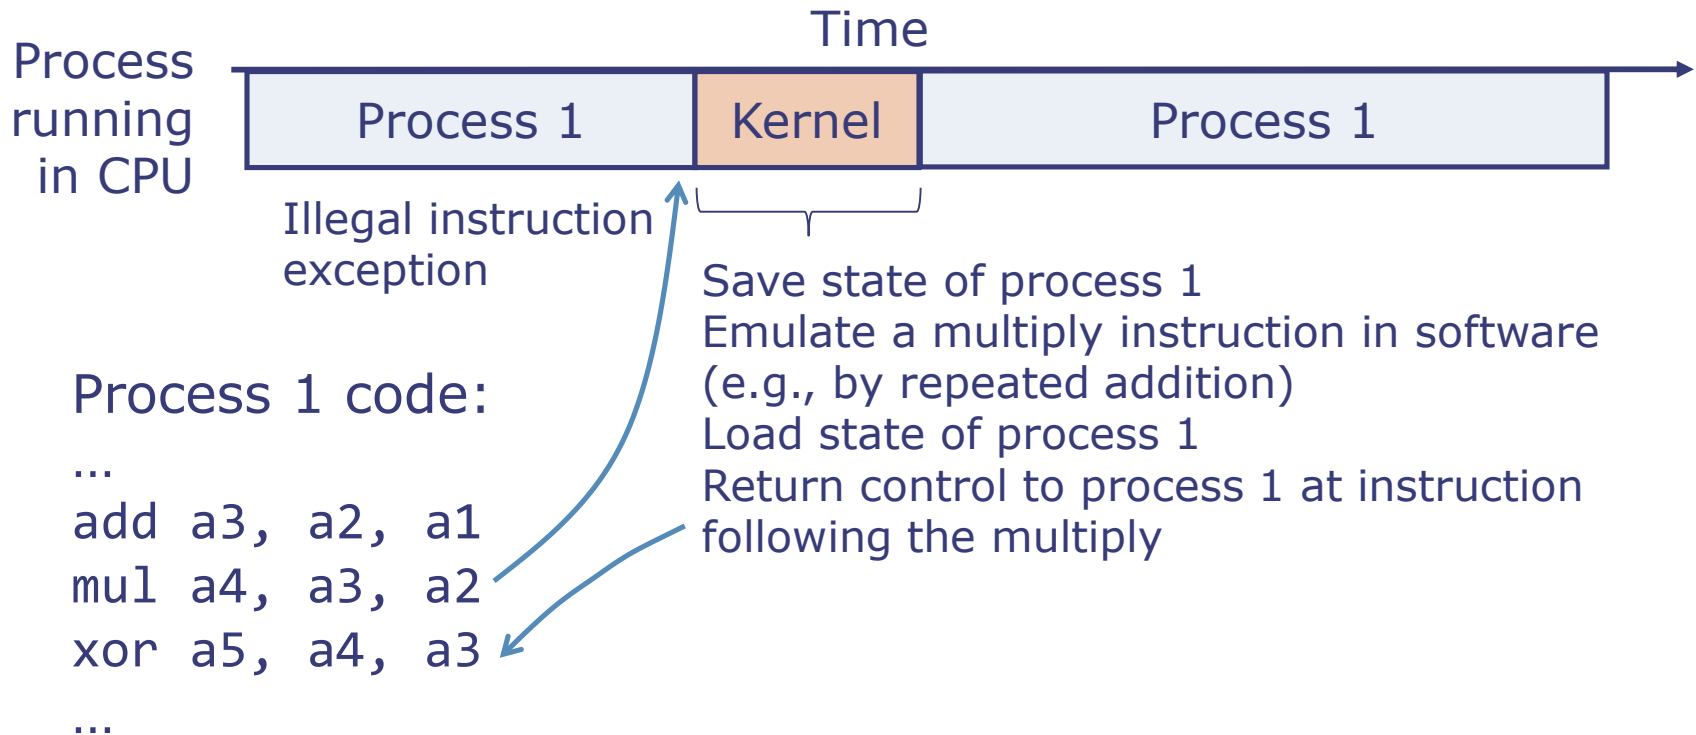 Time
Process
running
in CPU
Process 1
Kernel
Process 1
Illegal instruction
exception
Save state of process 1
Emulate a multiply instruction in software
(e.g., by repeated addition)
Load state of process 1
Return control to process 1 at instruction
following the multiply
Process 1 code:
...
add a3, a2, a1
mul a4, a3, a2
xor a5, a4, a3
...